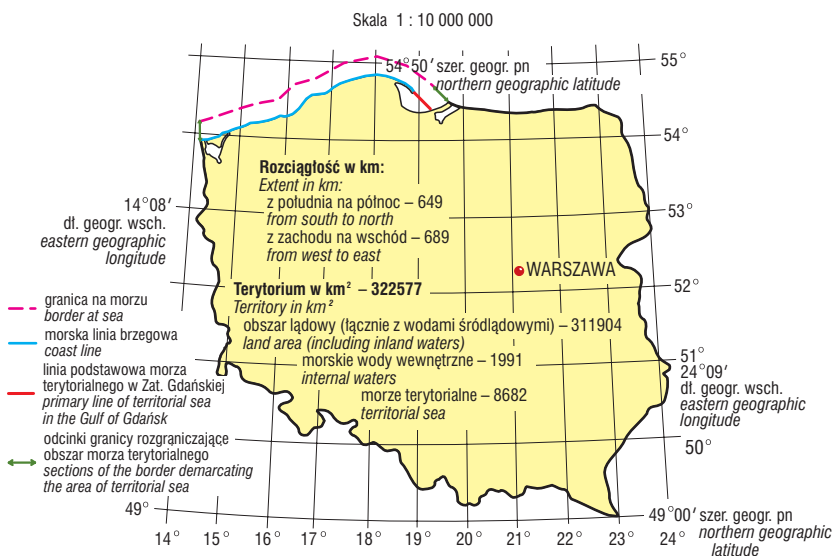 Skala 1 : 10 000 000
55°
54°50′ szer. geogr. pn
northern geographic latitude
54°
Rozciągłość w km:
Extent in km:
z południa na północ – 649
from south to north
z zachodu na wschód – 689
from west to east
14°08′
dł. geogr. wsch.
eastern geographic
longitude
53°
WARSZAWA
52°
Terytorium w km² – 322577
Territory in km²
obszar lądowy (łącznie z wodami śródlądowymi) – 311904
land area (including inland waters)
morskie wody wewnętrzne – 1991
internal waters
morze terytorialne – 8682
territorial sea
granica na morzu
border at sea
morska linia brzegowa
coast line
linia podstawowa morza
terytorialnego w Zat. Gdańskiej
primary line of territorial sea
in the Gulf of Gdańsk
odcinki granicy rozgraniczające
obszar morza terytorialnego
sections of the border demarcating
the area of territorial sea
51°
24°09′
dł. geogr. wsch.
eastern geographic
longitude
50°
49°
49°00′ szer. geogr. pn
northern geographic
latitude
14° 15° 16° 17° 18° 19° 20° 21° 22° 23° 24°